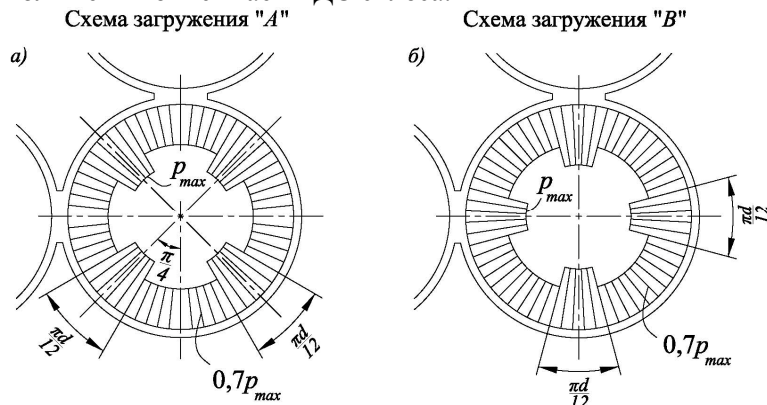 Схема загружения "А"
Схема загружения "В"
а)
б)
p_max
p_max
π/4
πd/12
πd/12
πd/12
πd/12
0,7p_max
0,7p_max